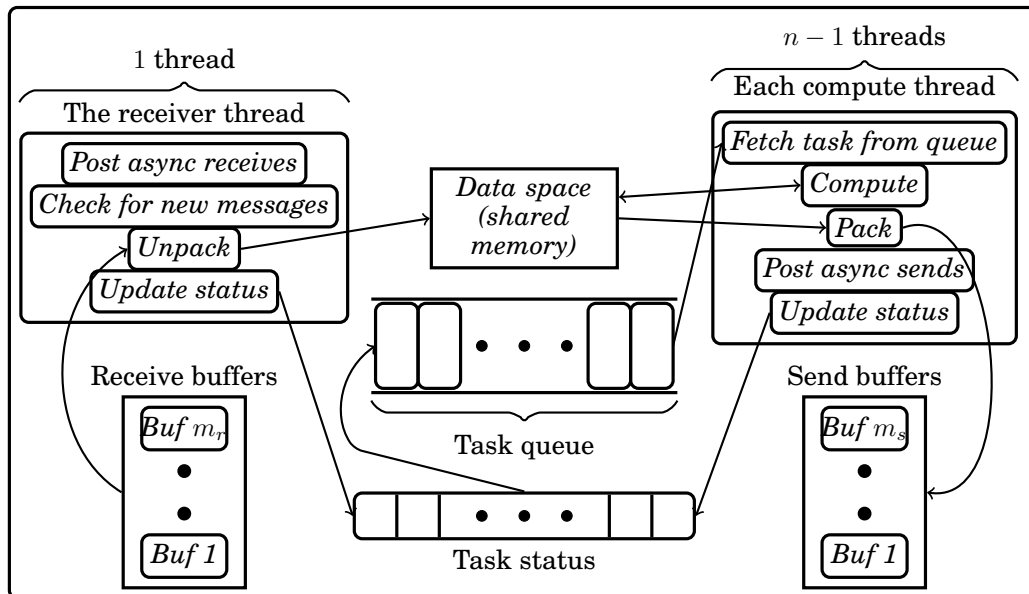 1 thread
The receiver thread
Post async receives
Check for new messages
Unpack
Update status
Receive buffers
Buf m_r
Buf 1
Data space
(shared
memory)
Task queue
Task status
n − 1 threads
Each compute thread
Fetch task from queue
Compute
Pack
Post async sends
Update status
Send buffers
Buf m_s
Buf 1